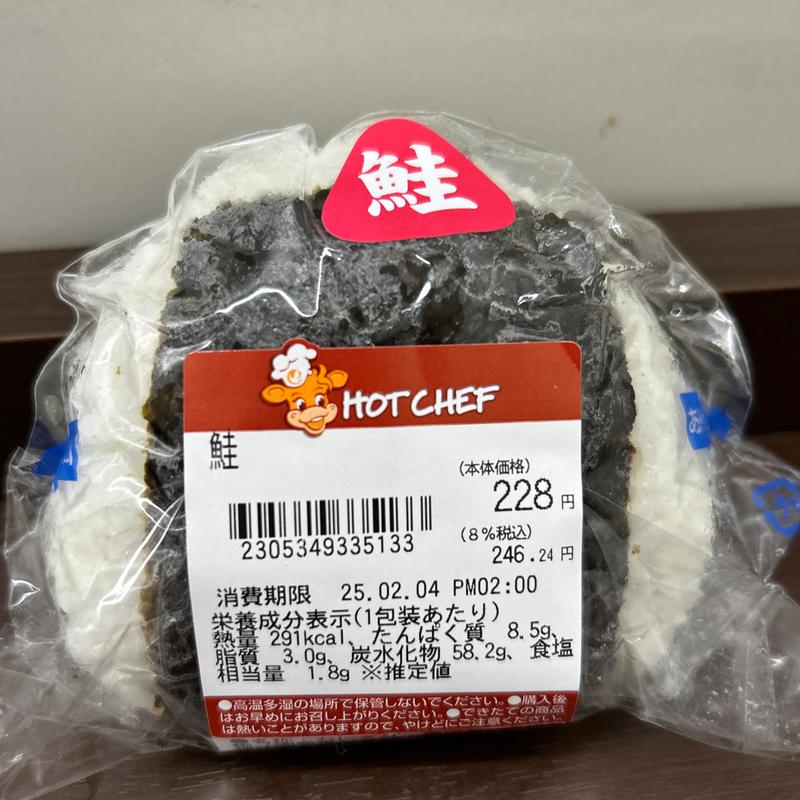 鮭
HOT CHEF
鮭
(本体価格)
228円
2305349335133
(8%税込)
246.24円
消費期限 25.02.04 PM02:00
栄養成分表示(1包装あたり)
熱量 291kcal、たんぱく質 8.5g、
脂質 3.0g、炭水化物 58.2g、食塩
相当量 1.8g ※推定値
●高温多湿の場所で保管しないでください。●購入後
はお早めにお召し上がりください。●できたての商品
は熱いことがありますので、やけどにご注意ください。